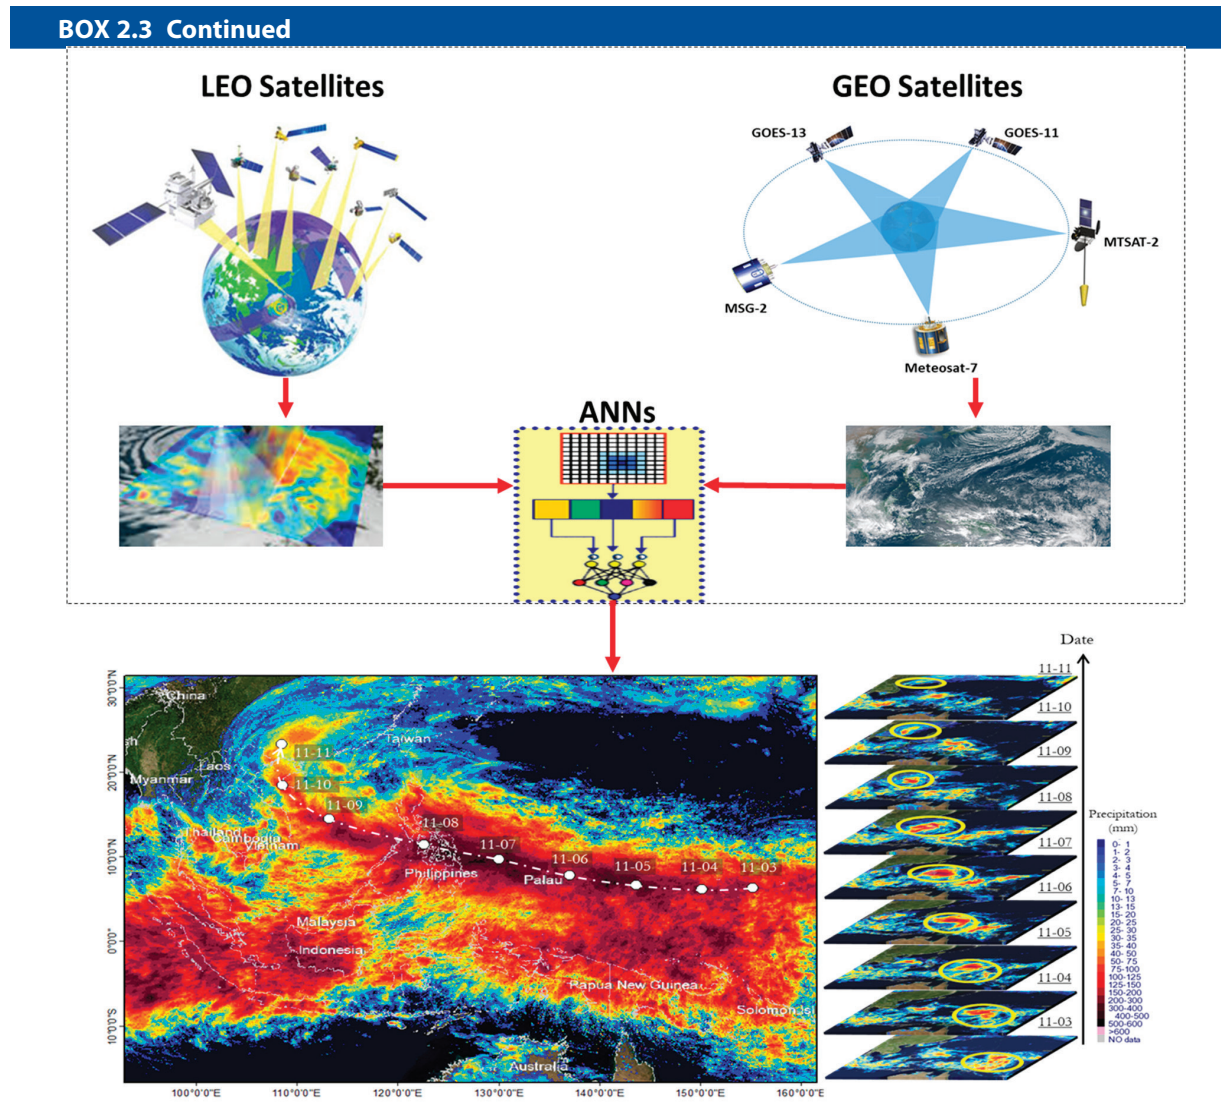 BOX 2.3 Continued
LEO Satellites
GEO Satellites
GOES-13
GOES-11
MTSAT-2
MSG-2
Meteosat-7
ANNs
Date
11-11
11-10
11-09
11-08
11-07
11-06
11-05
11-04
11-03
Precipitation
(mm)
0- 1
1- 2
2- 3
3- 4
4- 5
5- 7
7- 10
10- 13
13- 15
15- 20
20- 25
25- 30
30- 35
35- 40
40- 50
50- 75
75-100
100-125
125-150
150-200
200-300
300-400
400-500
500-600
>600
NO data
30°0'0"N
20°0'0"N
10°0'0"N
0°0'0"
10°0'0"S
China
Taiwan
Myanmar
Laos
Thailand
Cambodia
Vietnam
Philippines
Palau
Malaysia
Indonesia
Papua New Guinea
Solomon Isl
Australia
11-11
11-10
11-09
11-08
11-07
11-06
11-05
11-04
11-03
100°0'0"E
110°0'0"E
120°0'0"E
130°0'0"E
140°0'0"E
150°0'0"E
160°0'0"E